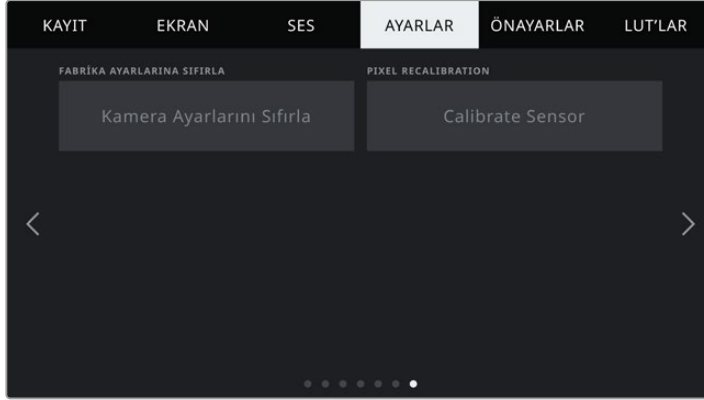 KAYIT EKRAN SES AYARLAR ÖNAYARLAR LUT’LAR
FABRİKA AYARLARINA SIFIRLA PIXEL RECALIBRATION
Kamera Ayarlarını Sıfırla Calibrate Sensor